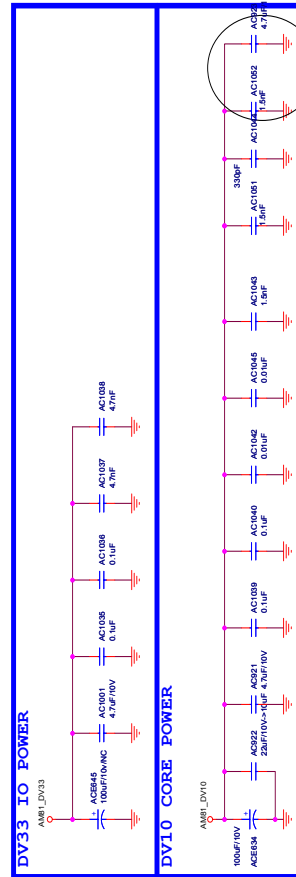 DV33 IO POWER
AM81_DV33
ACE645
100uF/10v/NC
AC1001
4.7uF/10V
AC1035
0.1uF
AC1036
0.1uF
AC1037
4.7nF
AC1038
4.7nF
DV10 CORE POWER
AM81_DV10
100uF/10V
ACE634
AC922
22uF/10V->10uF
AC921
4.7uF/10V
AC1039
0.1uF
AC1040
0.1uF
AC1042
0.01uF
AC1045
0.01uF
AC1043
1.5nF
AC1051
1.5nF
330pF
AC1052
1.5nF